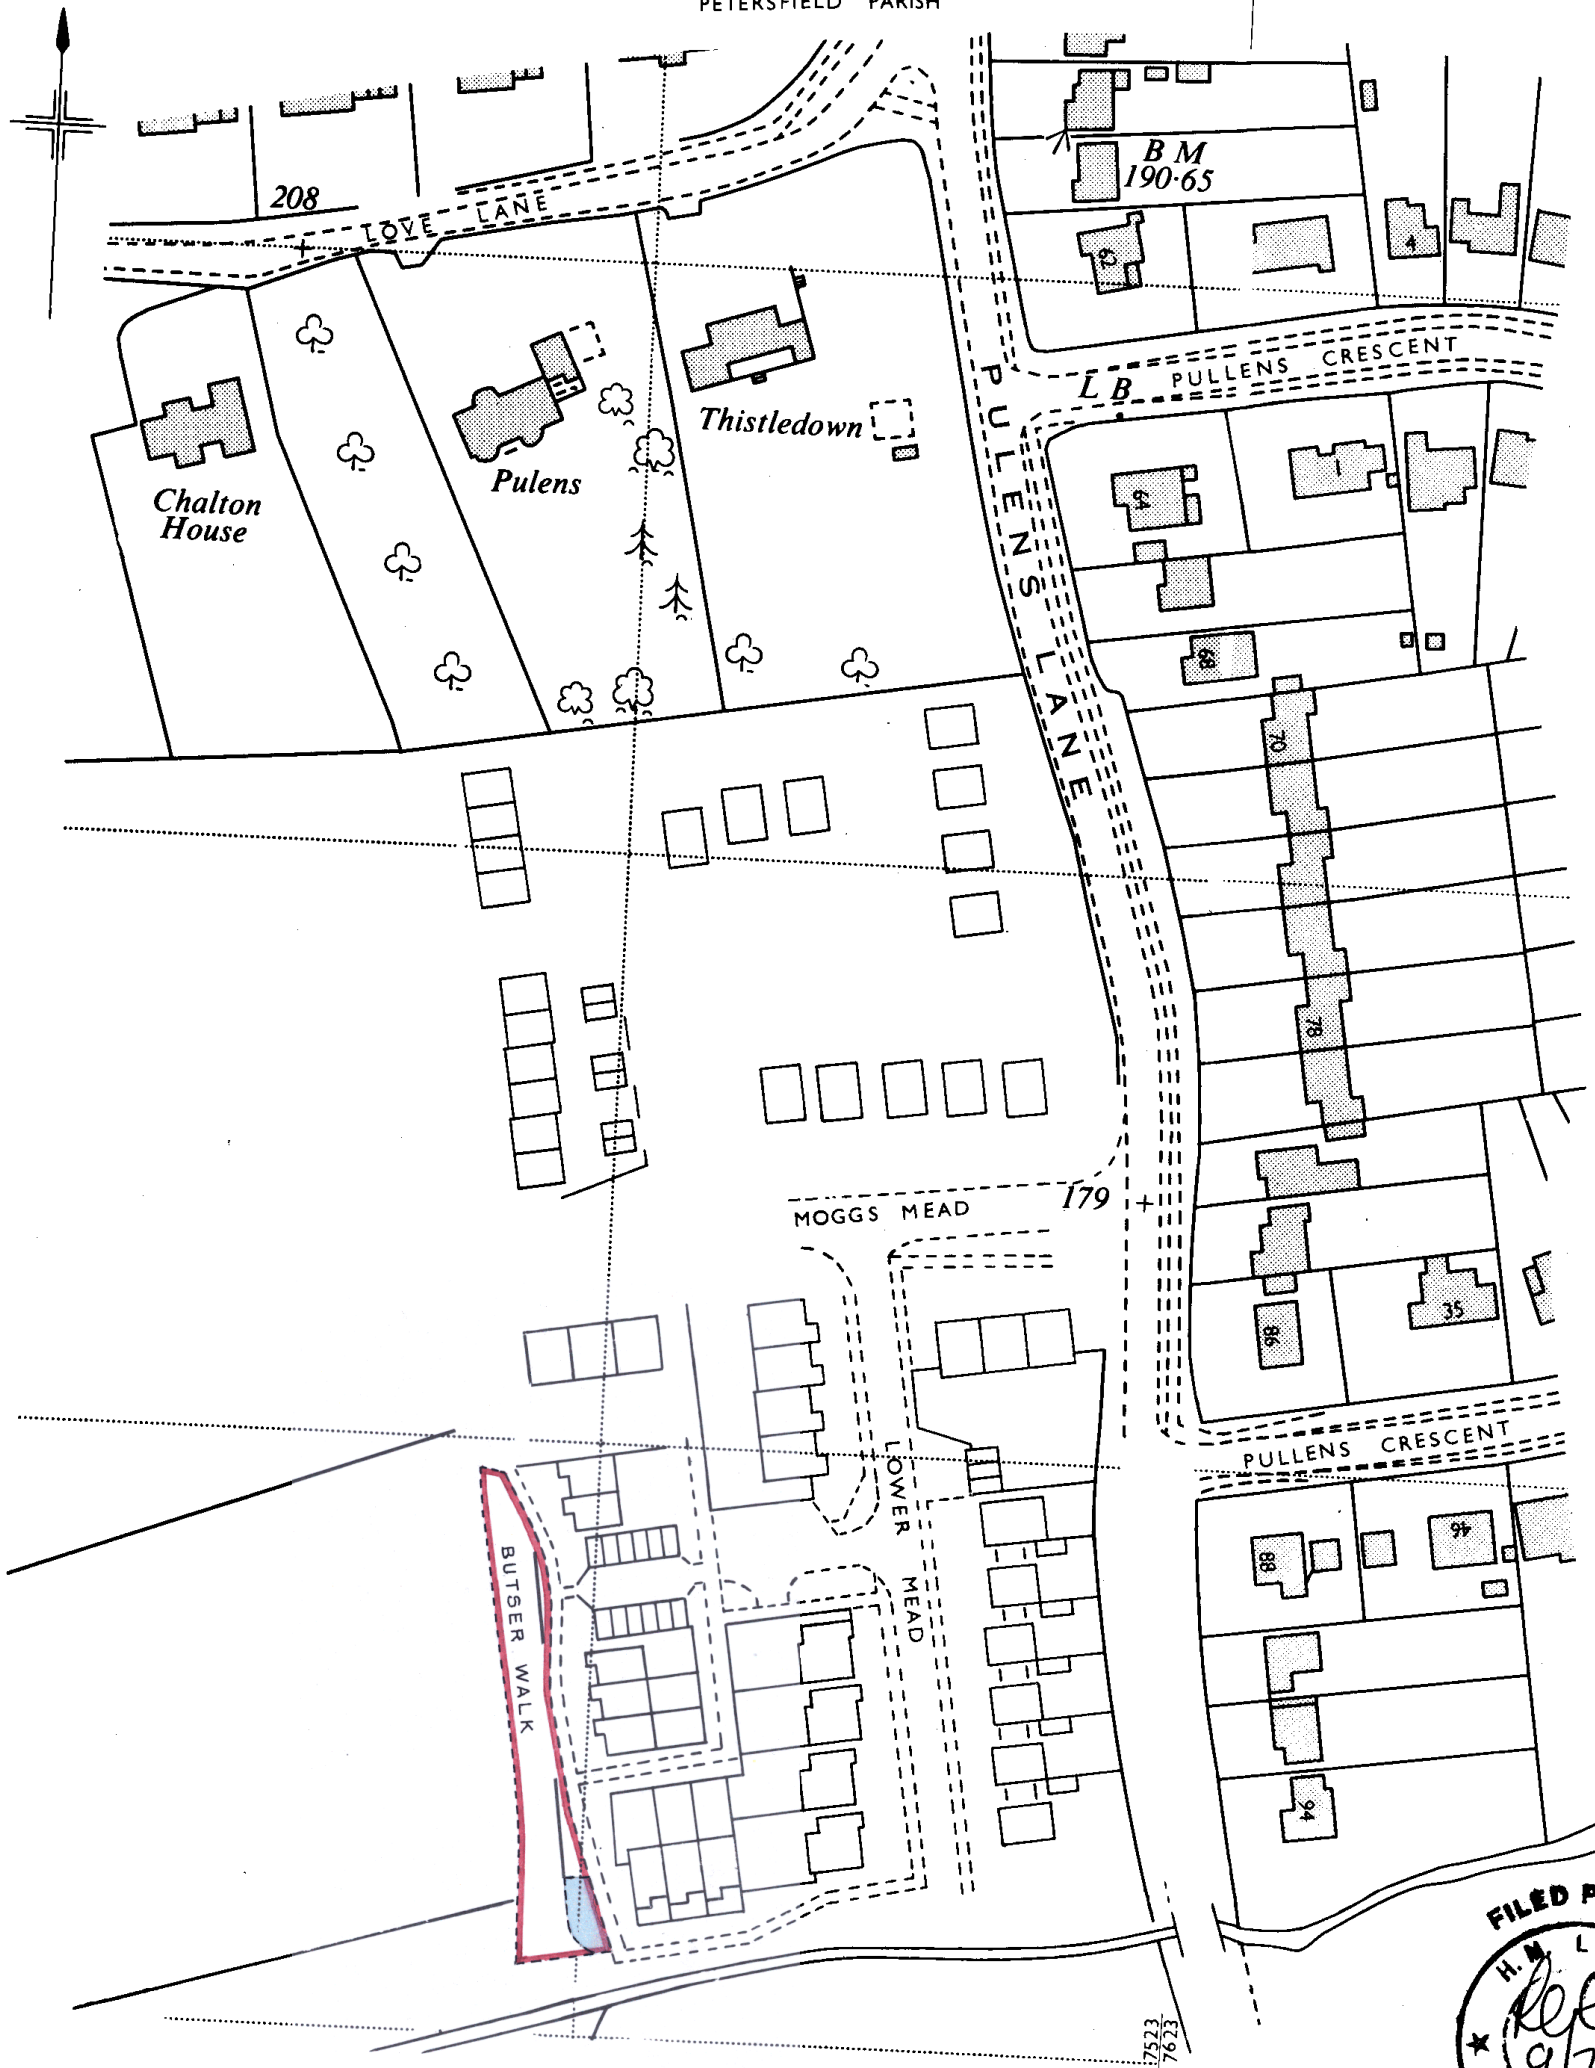 PETERSFIELD PARISH
B M
190·65
208
LOVE LANE
62
4
PULLENS CRESCENT
L B
PULENS LANE
Thistledown
Pulens
Chalton
House
64
1
68
70
78
MOGGS MEAD
179
35
86
PULLENS CRESCENT
LOWER MEAD
BUTSER WALK
88
46
94
FILED P
H. M. L
7523
7623